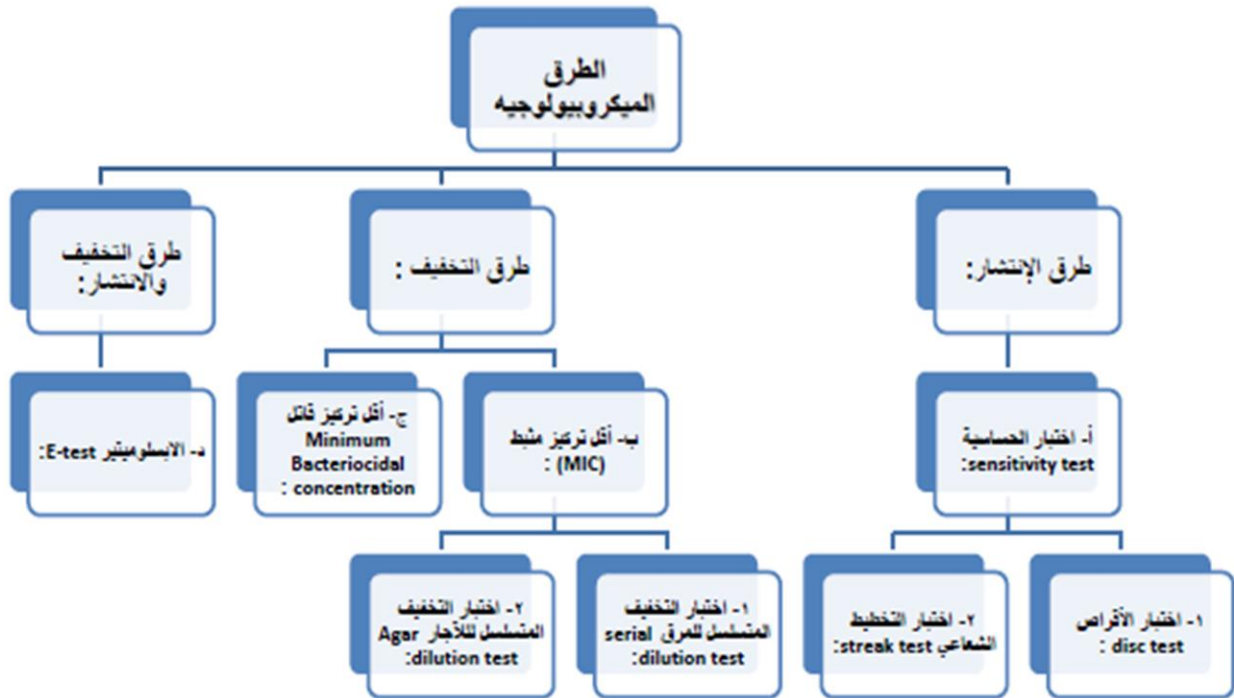 الطرق
الميكروبيولوجيه
طرق الإنتشار:
طرق التخفيف :
طرق التخفيف
والانتشار:
أ- اختبار الحساسية
sensitivity test:
ب- أقل تركيز مثبط
(MIC) :
ج- أقل تركيز قاتل
Minimum
Bacteriocidal
concentration :
د- الابسلوميتير E-test:
١- اختبار الأقراص
disc test :
٢- اختبار التخطيط
الشعاعي streak test:
١- اختبار التخفيف
المتسلسل للمرق serial
dilution test:
٢- اختبار التخفيف
المتسلسل لللآجار Agar
dilution test: